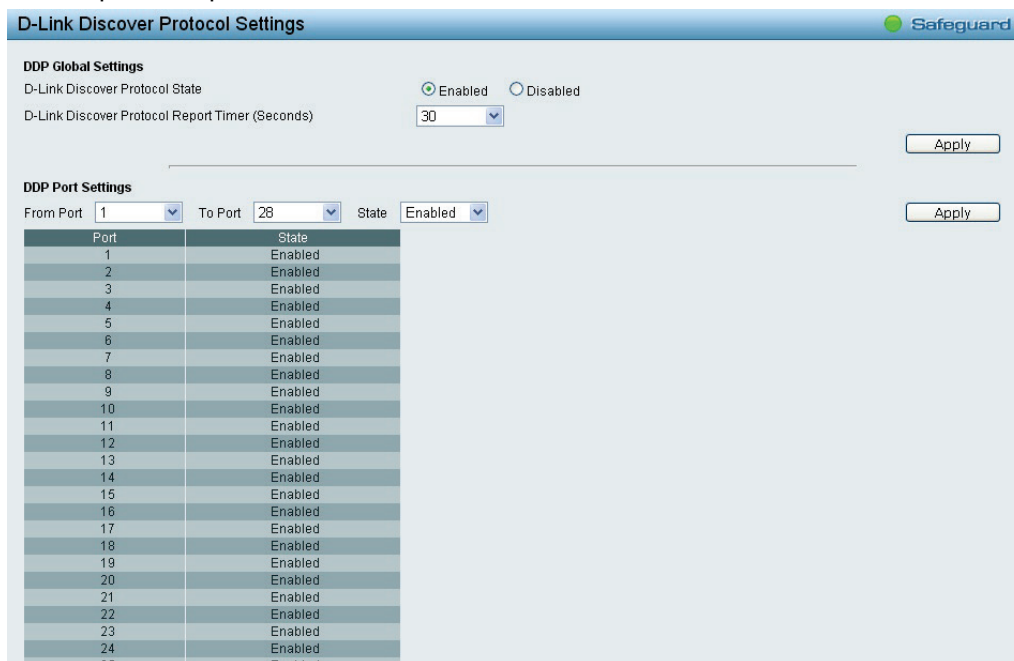 D-Link Discover Protocol Settings
Safeguard
DDP Global Settings
D-Link Discover Protocol State Enabled Disabled
D-Link Discover Protocol Report Timer (Seconds) 30
Apply
DDP Port Settings
From Port 1 To Port 28 State Enabled Apply
Port State
1 Enabled
2 Enabled
3 Enabled
4 Enabled
5 Enabled
6 Enabled
7 Enabled
8 Enabled
9 Enabled
10 Enabled
11 Enabled
12 Enabled
13 Enabled
14 Enabled
15 Enabled
16 Enabled
17 Enabled
18 Enabled
19 Enabled
20 Enabled
21 Enabled
22 Enabled
23 Enabled
24 Enabled